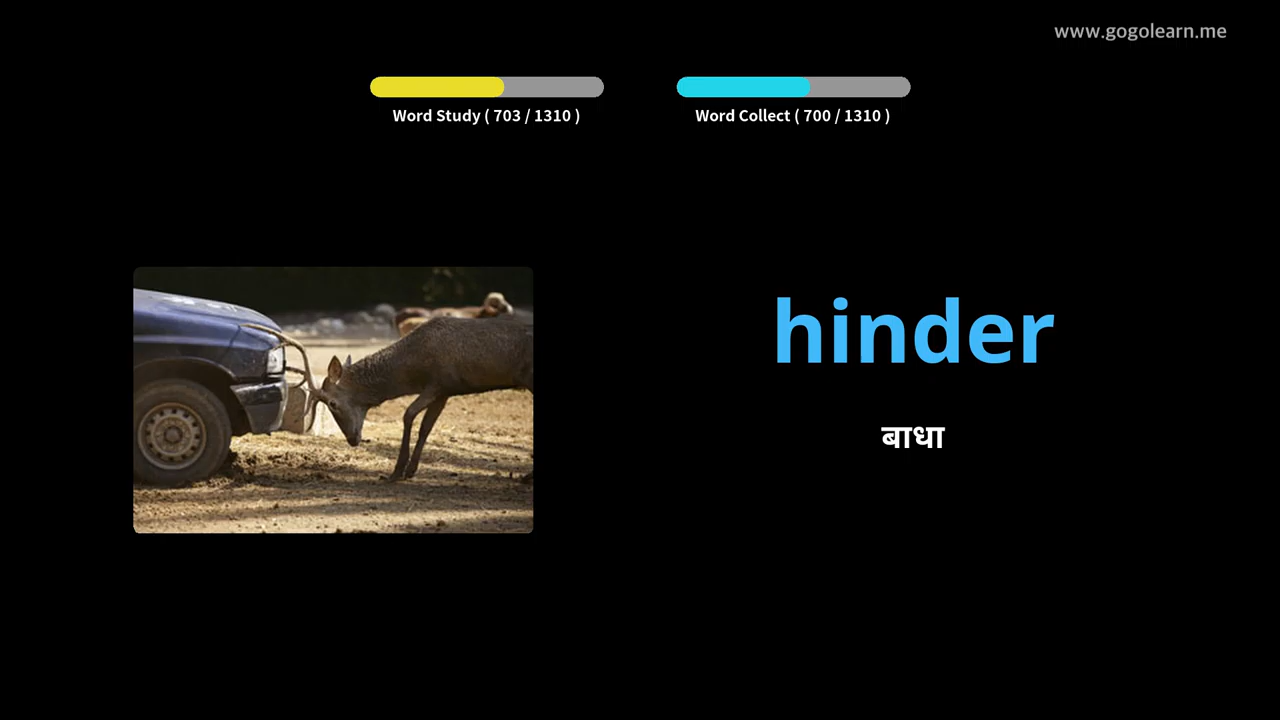 www.gogolearn.me
Word Study ( 703 / 1310 )
Word Collect ( 700 / 1310 )
hinder
बाधा